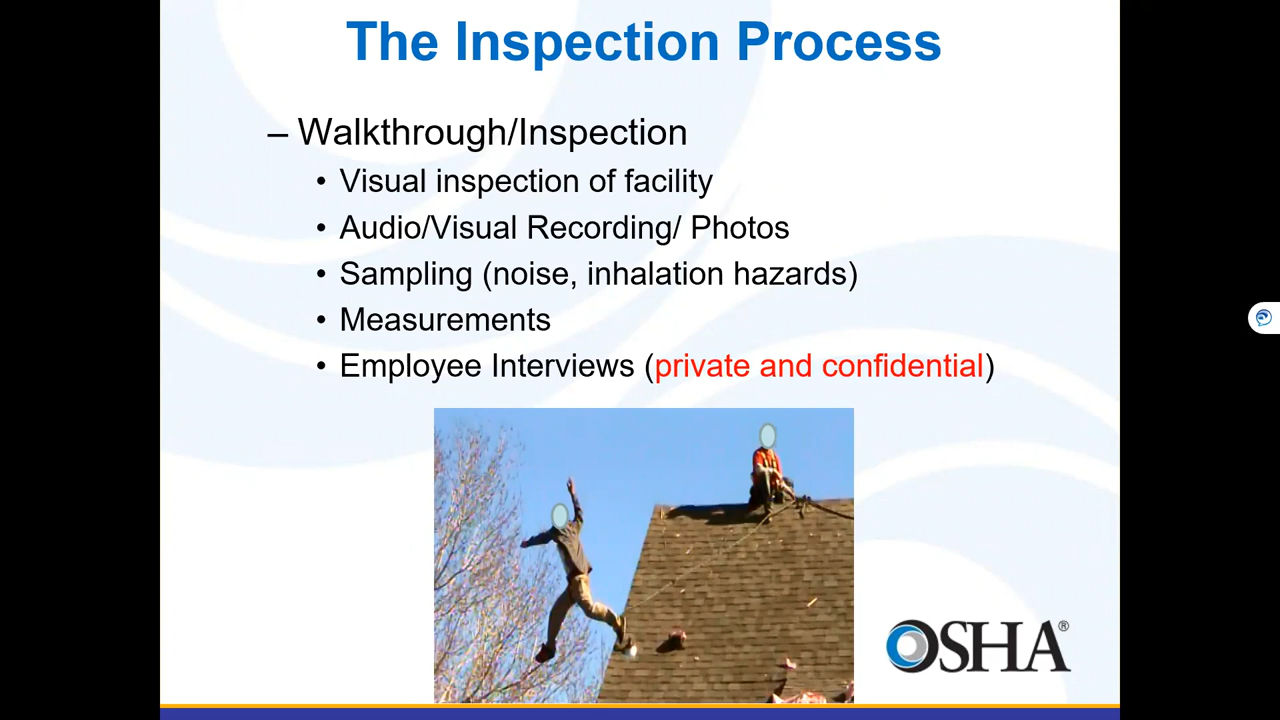 The Inspection Process
– Walkthrough/Inspection
• Visual inspection of facility
• Audio/Visual Recording/ Photos
• Sampling (noise, inhalation hazards)
• Measurements
• Employee Interviews (private and confidential)
OSHA®